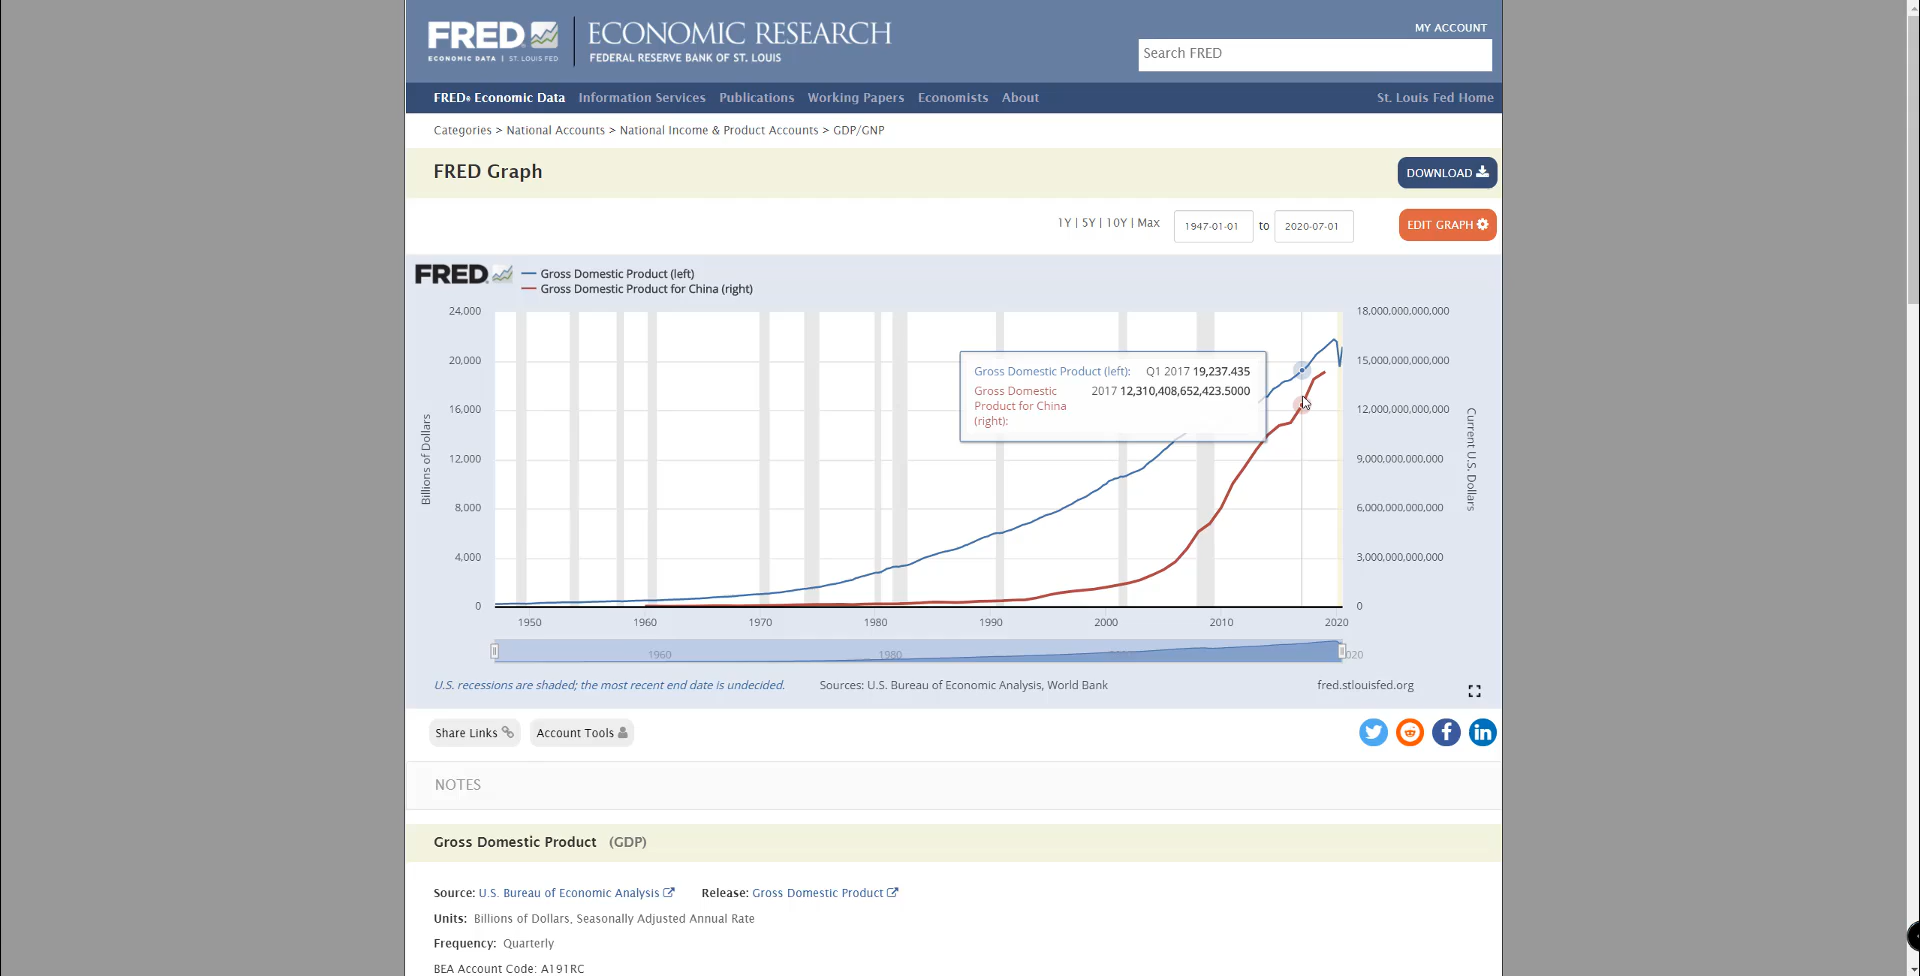 FRED
ECONOMIC DATA | ST. LOUIS FED
ECONOMIC RESEARCH
FEDERAL RESERVE BANK OF ST. LOUIS
MY ACCOUNT
Search FRED
FRED® Economic Data Information Services Publications Working Papers Economists About St. Louis Fed Home
Categories > National Accounts > National Income & Product Accounts > GDP/GNP
FRED Graph
DOWNLOAD
1Y | 5Y | 10Y | Max 1947-01-01 to 2020-07-01
EDIT GRAPH
FRED
Gross Domestic Product (left)
Gross Domestic Product for China (right)
24,000
20,000
16,000
12,000
8,000
4,000
0
Billions of Dollars
Gross Domestic Product (left): Q1 2017 19,237.435
Gross Domestic 2017 12,310,408,652,423.5000
Product for China
(right):
18,000,000,000,000
15,000,000,000,000
12,000,000,000,000
9,000,000,000,000
6,000,000,000,000
3,000,000,000,000
0
Current U.S. Dollars
1950 1960 1970 1980 1990 2000 2010 2020
1960 1980 020
U.S. recessions are shaded; the most recent end date is undecided.
Sources: U.S. Bureau of Economic Analysis, World Bank
fred.stlouisfed.org
Share Links Account Tools
NOTES
Gross Domestic Product (GDP)
Source: U.S. Bureau of Economic Analysis Release: Gross Domestic Product
Units: Billions of Dollars, Seasonally Adjusted Annual Rate
Frequency: Quarterly
BEA Account Code: A191RC